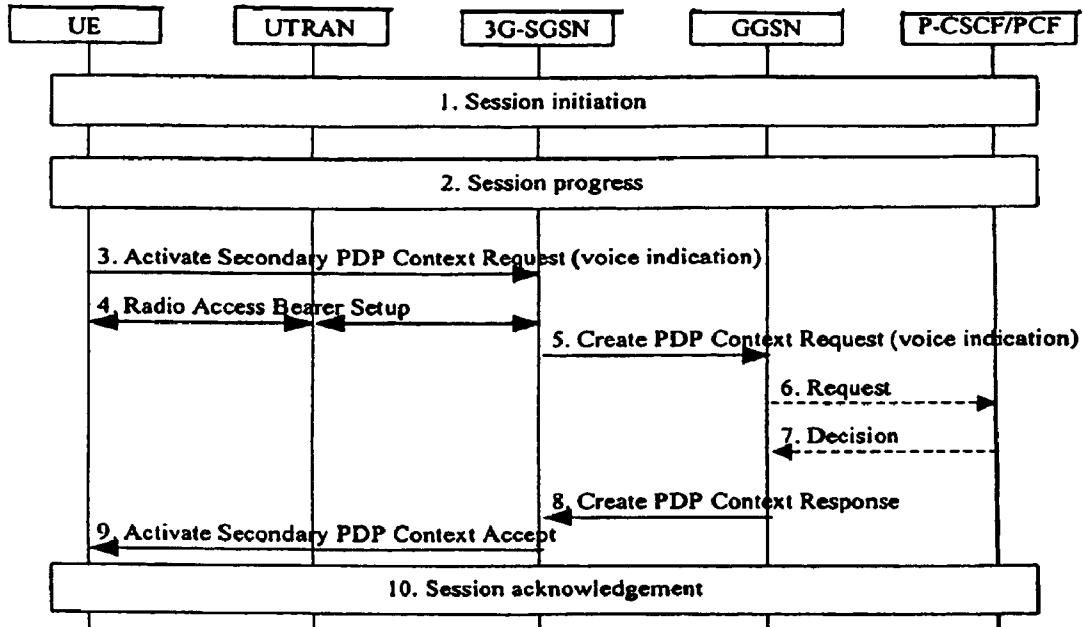 UE
UTRAN
3G-SGSN
GGSN
P-CSCF/PCF
1. Session initiation
2. Session progress
3. Activate Secondary PDP Context Request (voice indication)
4. Radio Access Bearer Setup
5. Create PDP Context Request (voice indication)
6. Request
7. Decision
8. Create PDP Context Response
9. Activate Secondary PDP Context Accept
10. Session acknowledgement